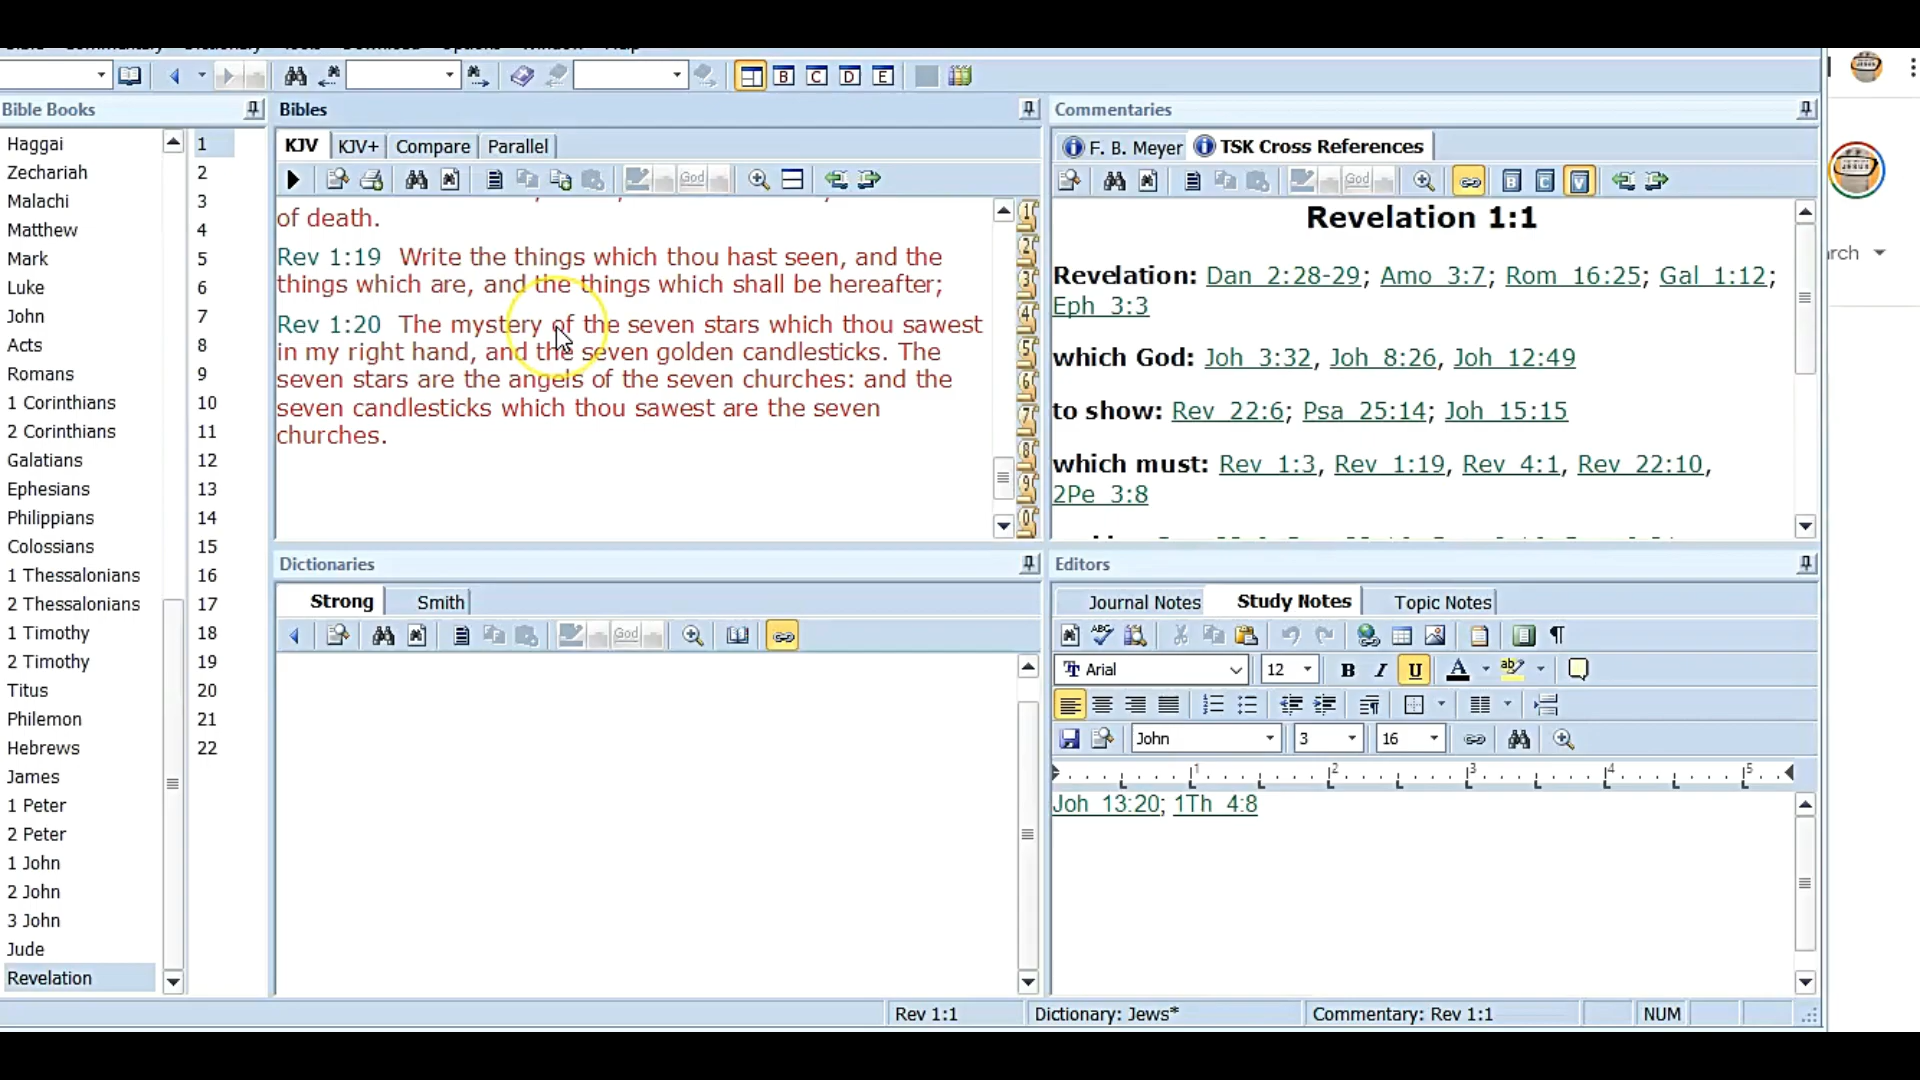 Bible Books
Haggai
Zechariah
Malachi
Matthew
Mark
Luke
John
Acts
Romans
1 Corinthians
2 Corinthians
Galatians
Ephesians
Philippians
Colossians
1 Thessalonians
2 Thessalonians
1 Timothy
2 Timothy
Titus
Philemon
Hebrews
James
1 Peter
2 Peter
1 John
2 John
3 John
Jude
Revelation
1
2
3
4
5
6
7
8
9
10
11
12
13
14
15
16
17
18
19
20
21
22
B C D E
Bibles
KJV KJV+ Compare Parallel
God
of death.
Rev 1:19 Write the things which thou hast seen, and the
things which are, and the things which shall be hereafter;
Rev 1:20 The mystery of the seven stars which thou sawest
in my right hand, and the seven golden candlesticks. The
seven stars are the angels of the seven churches: and the
seven candlesticks which thou sawest are the seven
churches.
Commentaries
F. B. Meyer TSK Cross References
God B C V
Revelation 1:1
Revelation: Dan 2:28-29; Amo 3:7; Rom 16:25; Gal 1:12;
Eph 3:3
which God: Joh 3:32, Joh 8:26, Joh 12:49
to show: Rev 22:6; Psa 25:14; Joh 15:15
which must: Rev 1:3, Rev 1:19, Rev 4:1, Rev 22:10,
2Pe 3:8
Dictionaries
Strong Smith
God
Editors
Journal Notes Study Notes Topic Notes
ABC
Arial 12 B I U A ab
John 3 16
1 2 3 4 5
Joh 13:20; 1Th 4:8
Rev 1:1 Dictionary: Jews* Commentary: Rev 1:1 NUM
rch